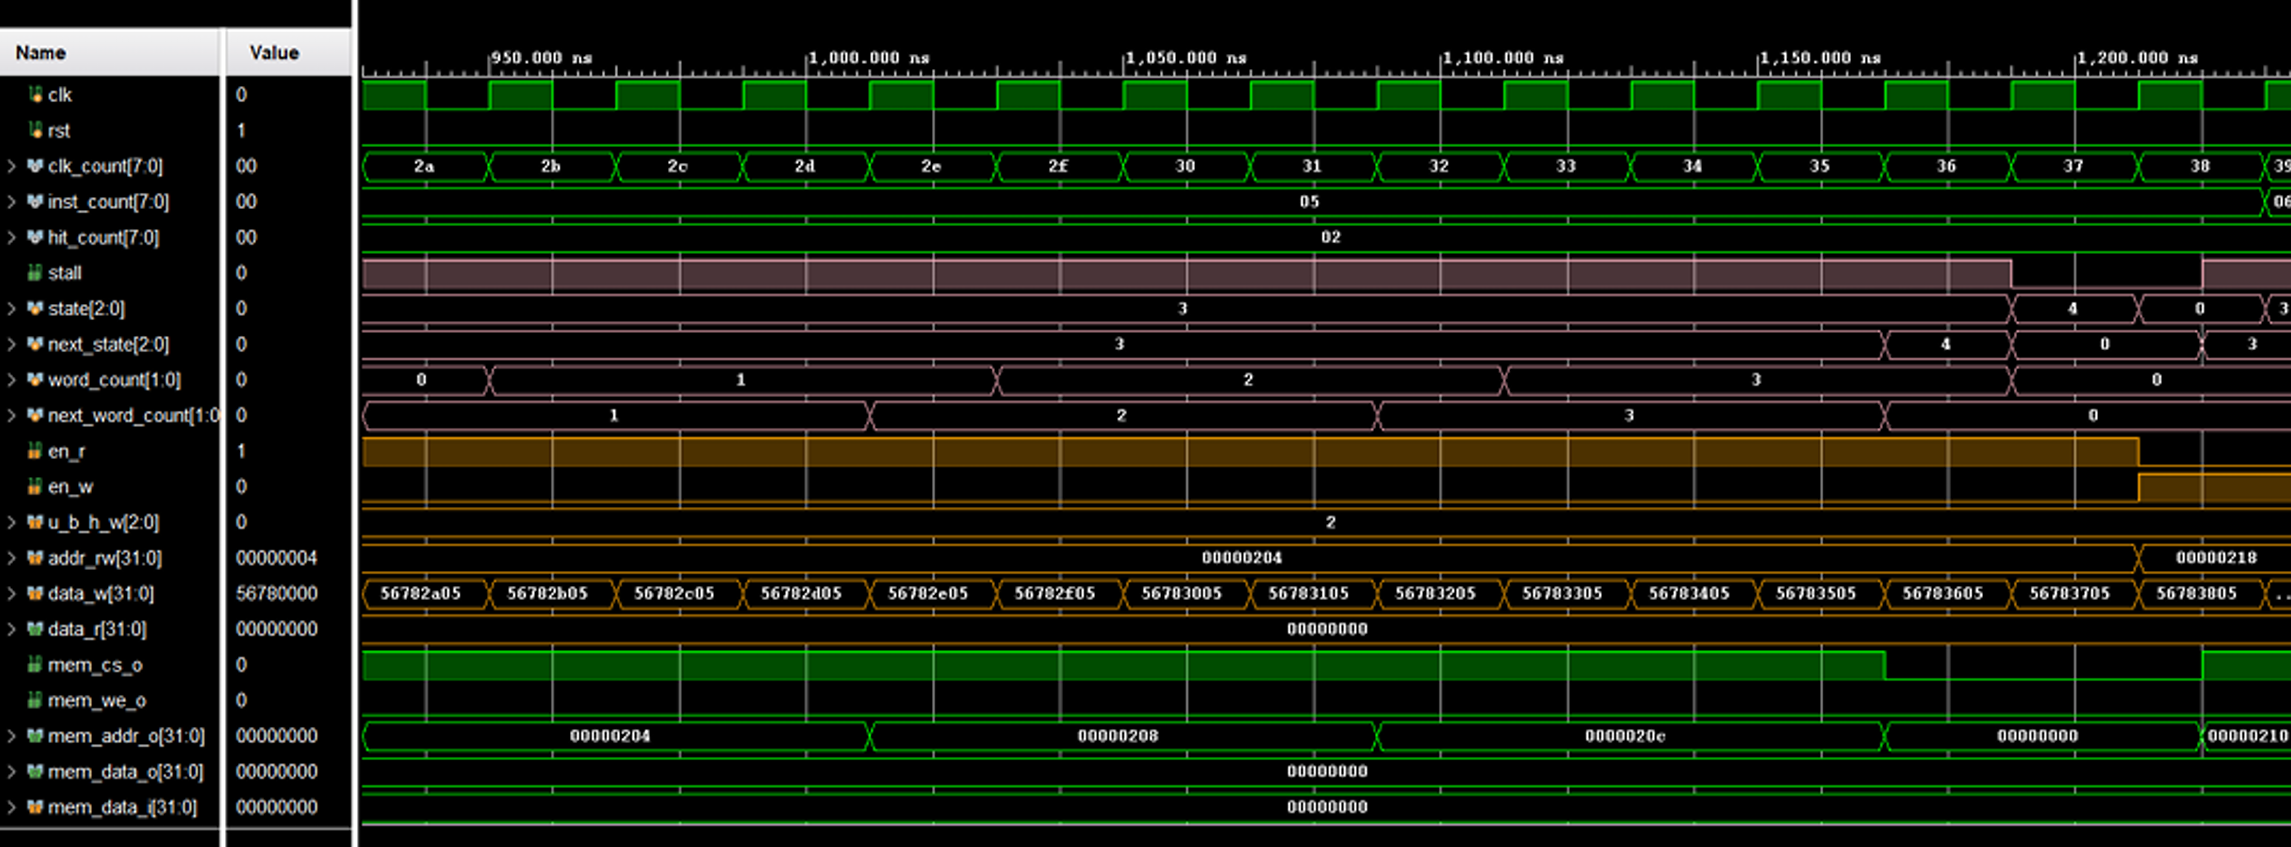 Name Value 950.000 ns 1,000.000 ns 1,050.000 ns 1,100.000 ns 1,150.000 ns 1,200.000 ns
clk 0
rst 1
clk_count[7:0] 00 2a 2b 2c 2d 2e 2f 30 31 32 33 34 35 36 37 38 39
inst_count[7:0] 00 05 06
hit_count[7:0] 00 02
stall 0
state[2:0] 0 3 4 0 3
next_state[2:0] 0 3 4 0 3
word_count[1:0] 0 0 1 2 3 0
next_word_count[1:0 0 1 2 3 0
en_r 1
en_w 0
u_b_h_w[2:0] 0 2
addr_rw[31:0] 00000004 00000204 00000218
data_w[31:0] 56780000 56782a05 56782b05 56782c05 56782d05 56782e05 56782f05 56783005 56783105 56783205 56783305 56783405 56783505 56783605 56783705 56783805 ..
data_r[31:0] 00000000 00000000
mem_cs_o 0
mem_we_o 0
mem_addr_o[31:0] 00000000 00000204 00000208 0000020c 00000000 00000210
mem_data_o[31:0] 00000000 00000000
mem_data_i[31:0] 00000000 00000000